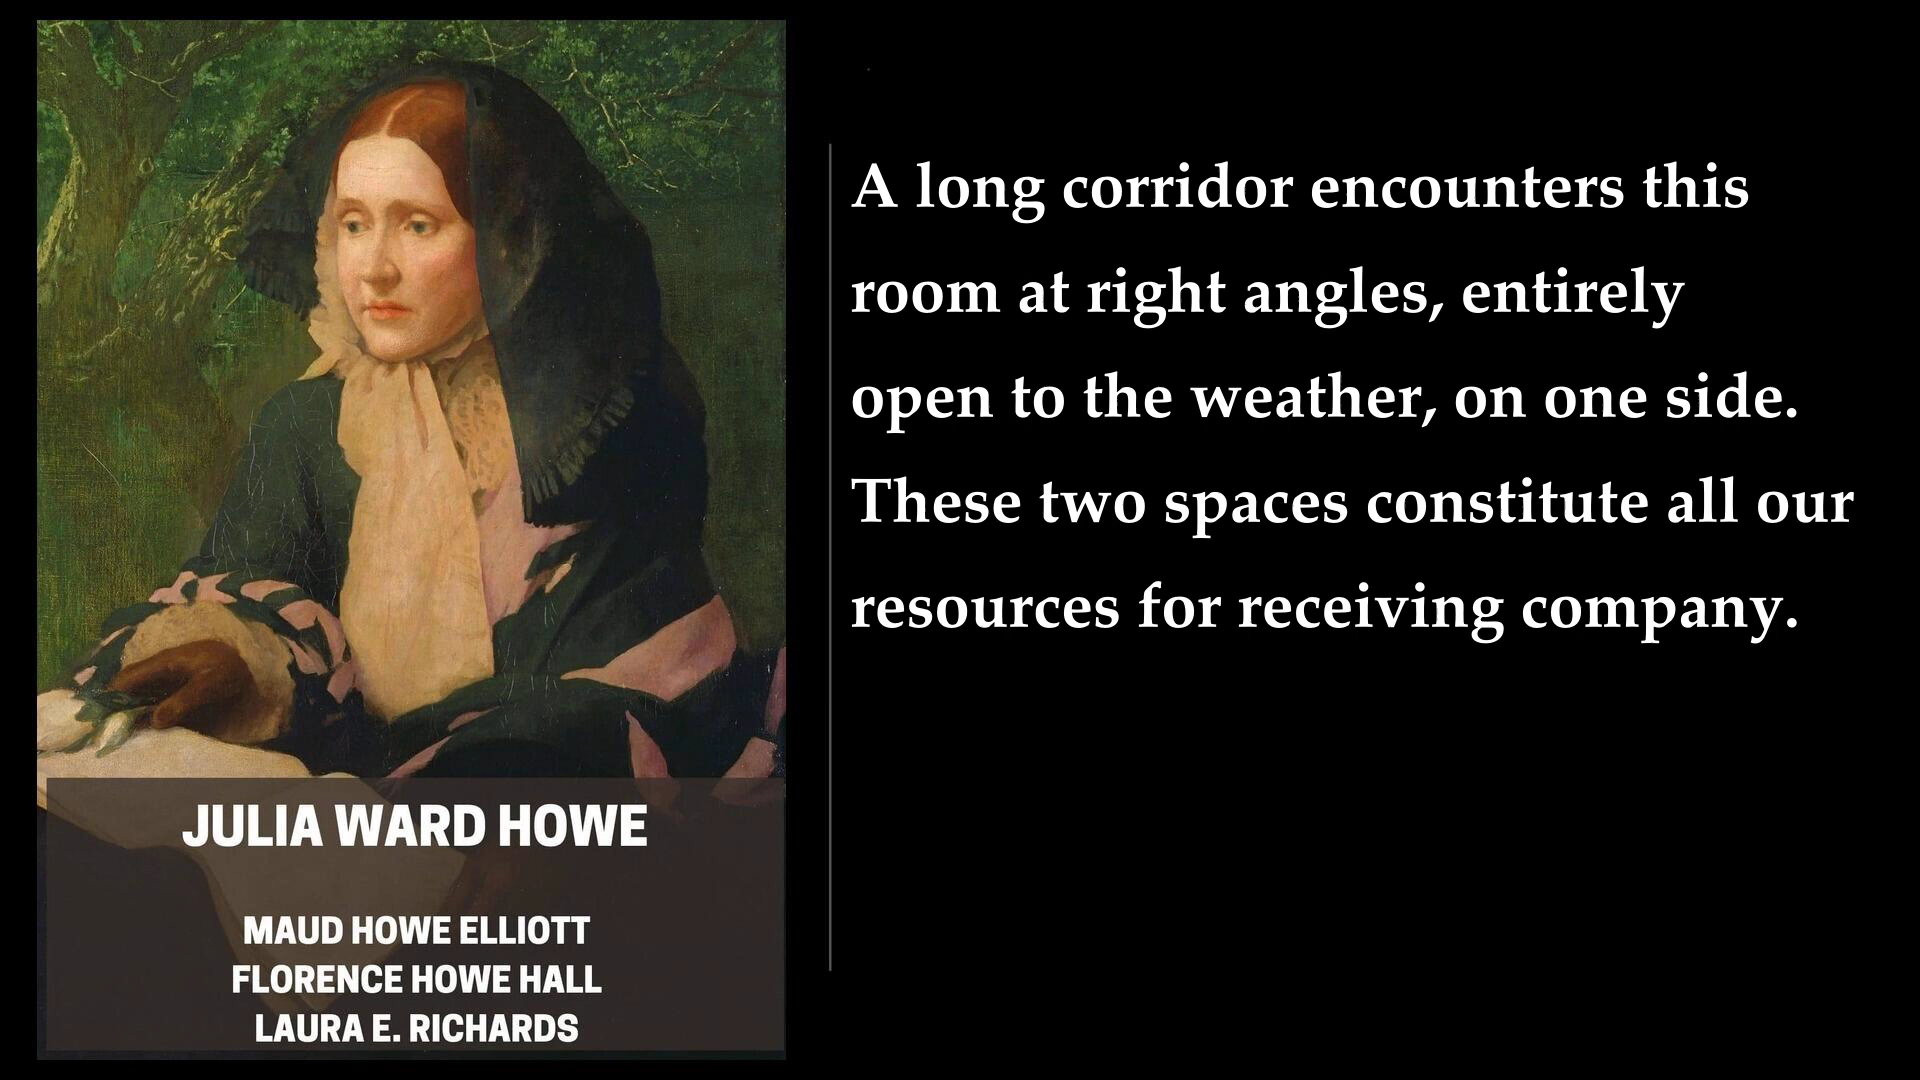 A long corridor encounters this
room at right angles, entirely
open to the weather, on one side.
These two spaces constitute all our
resources for receiving company.
JULIA WARD HOWE
MAUD HOWE ELLIOTT
FLORENCE HOWE HALL
LAURA E. RICHARDS